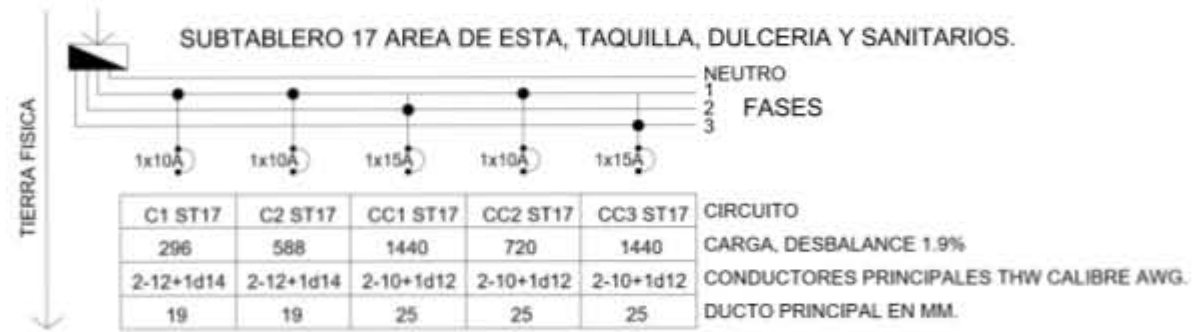 SUBTABLERO 17 AREA DE ESTA, TAQUILLA, DULCERIA Y SANITARIOS.
NEUTRO
1
2
3
FASES
TIERRA FISICA
1x10A 1x10A 1x15A 1x10A 1x15A
C1 ST17 C2 ST17 CC1 ST17 CC2 ST17 CC3 ST17 CIRCUITO
296 588 1440 720 1440 CARGA, DESBALANCE 1.9%
2-12+1d14 2-12+1d14 2-10+1d12 2-10+1d12 2-10+1d12 CONDUCTORES PRINCIPALES THW CALIBRE AWG.
19 19 25 25 25 DUCTO PRINCIPAL EN MM.